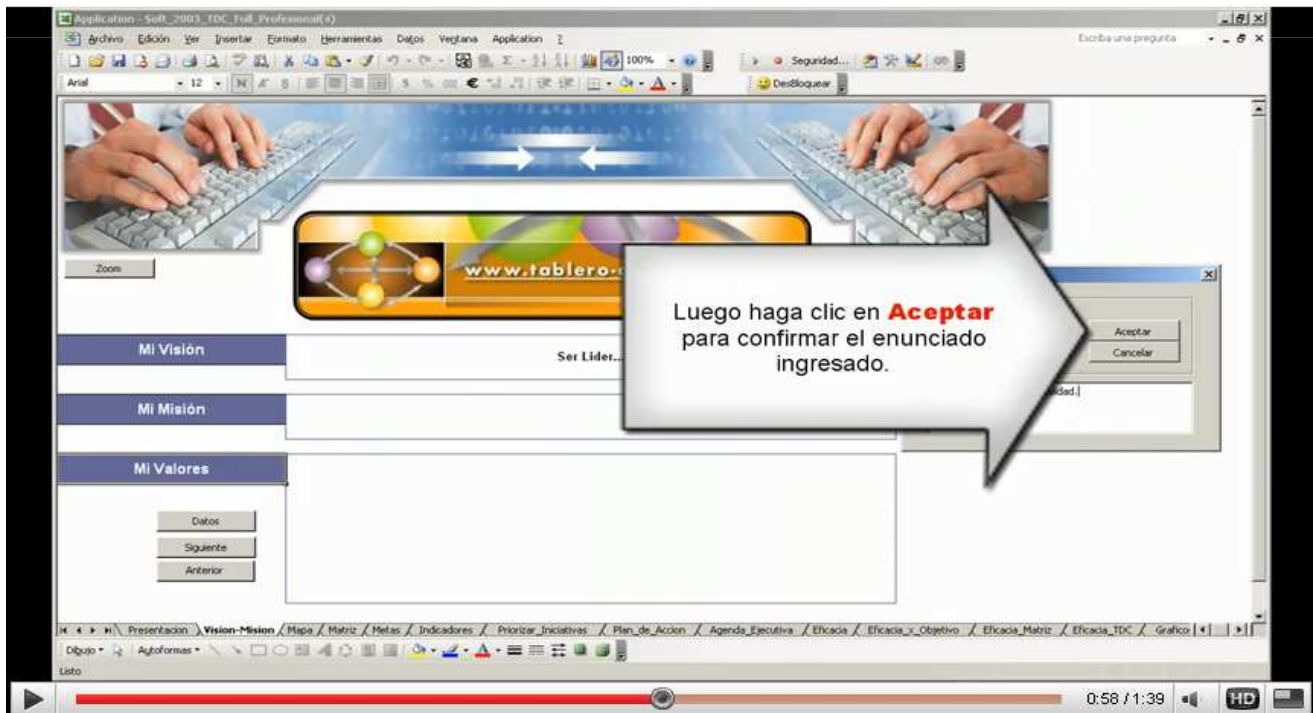 Application - Soft_2003_TDC_Full_Profesional(4)
Archivo Edición Ver Insertar Formato Herramientas Datos Ventana Application ?
Escriba una pregunta
100%
Seguridad...
Arial
12
N K S
DesBloquear
www.tablero-
Zoom
Luego haga clic en Aceptar
para confirmar el enunciado
ingresado.
Aceptar
Cancelar
Mi Visión
Ser Lider...
Mi Misión
Mi Valores
Datos
Siguiente
Anterior
Presentacion Vision-Mision Mapa Matriz Metas Indicadores Priorizar_Iniciativas Plan_de_Accion Agenda_Ejecutiva Eficacia Eficacia_x_Objetivo Eficacia_Matriz Eficacia_TDC Grafico
Dibujo Autoformas
Listo
0:58 / 1:39
HD